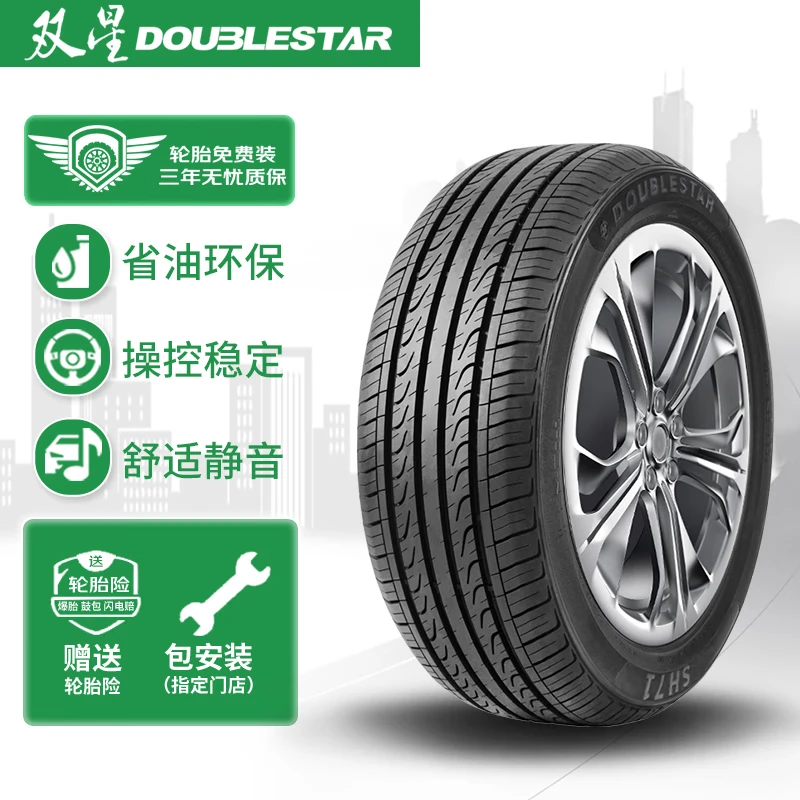 双星 DOUBLESTAR
轮胎免费装
三年无忧质保
省油环保
操控稳定
舒适静音
送
轮胎险
爆胎 鼓包 闪电赔
赠送
轮胎险
包安装
(指定门店)
DOUBLESTAR
SH71